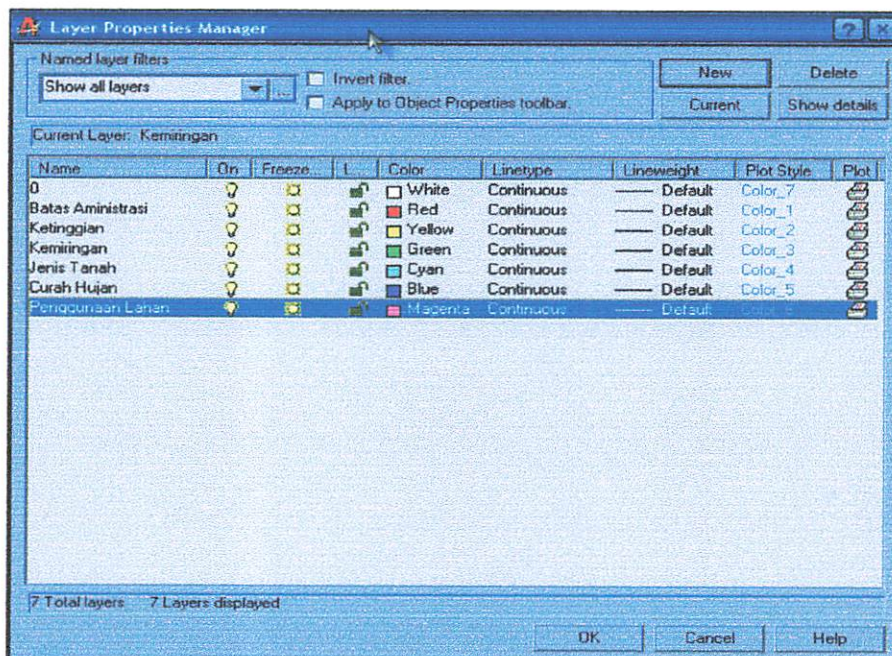 Layer Properties Manager
Named layer filters
Show all layers
...
Invert filter.
Apply to Object Properties toolbar.
New Delete
Current Show details
Current Layer: Kemiringan
Name On Freeze... L... Color Linetype Lineweight Plot Style Plot
0 White Continuous Default Color_7
Batas Aministrasi Red Continuous Default Color_1
Ketinggian Yellow Continuous Default Color_2
Kemiringan Green Continuous Default Color_3
Jenis Tanah Cyan Continuous Default Color_4
Curah Hujan Blue Continuous Default Color_5
Penggunaan Lahan Magenta Continuous Default Color_6
7 Total layers 7 Layers displayed
OK Cancel Help